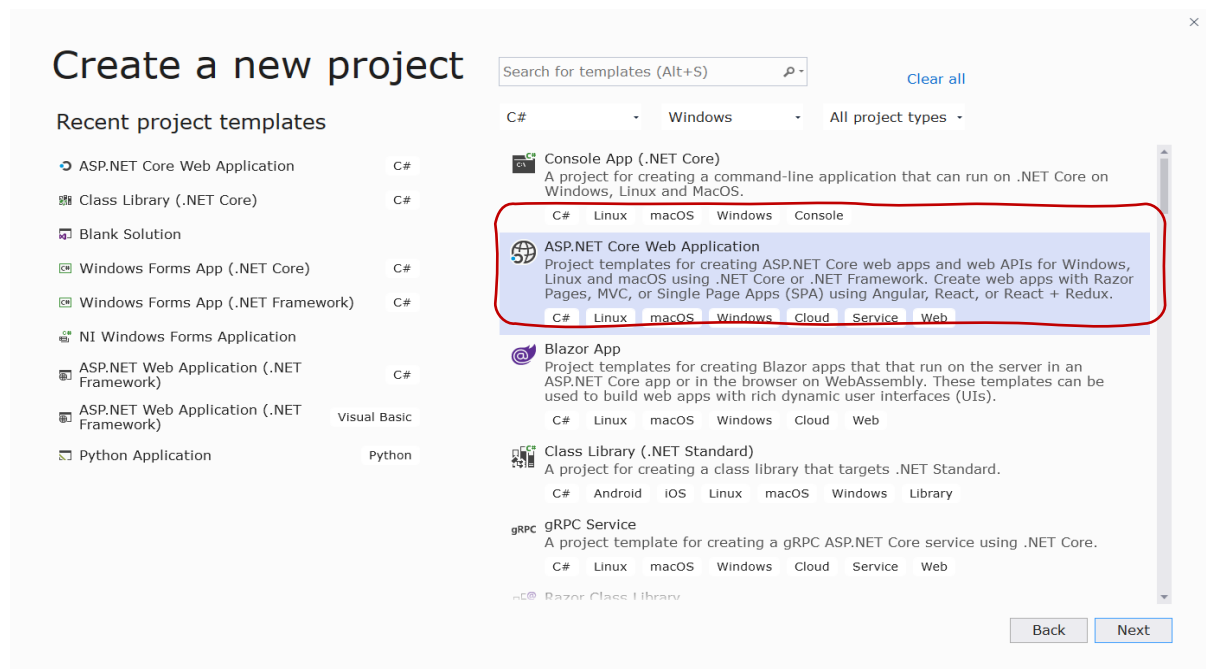 Create a new project
Search for templates (Alt+S)
Clear all
Recent project templates
C#
Windows
All project types
ASP.NET Core Web Application
C#
Class Library (.NET Core)
C#
Blank Solution
Windows Forms App (.NET Core)
C#
Windows Forms App (.NET Framework)
C#
NI Windows Forms Application
ASP.NET Web Application (.NET
Framework)
C#
ASP.NET Web Application (.NET
Framework)
Visual Basic
Python Application
Python
Console App (.NET Core)
A project for creating a command-line application that can run on .NET Core on
Windows, Linux and MacOS.
C# Linux macOS Windows Console
ASP.NET Core Web Application
Project templates for creating ASP.NET Core web apps and web APIs for Windows,
Linux and macOS using .NET Core or .NET Framework. Create web apps with Razor
Pages, MVC, or Single Page Apps (SPA) using Angular, React, or React + Redux.
C# Linux macOS Windows Cloud Service Web
Blazor App
Project templates for creating Blazor apps that that run on the server in an
ASP.NET Core app or in the browser on WebAssembly. These templates can be
used to build web apps with rich dynamic user interfaces (UIs).
C# Linux macOS Windows Cloud Web
Class Library (.NET Standard)
A project for creating a class library that targets .NET Standard.
C# Android iOS Linux macOS Windows Library
gRPC gRPC Service
A project template for creating a gRPC ASP.NET Core service using .NET Core.
C# Linux macOS Windows Cloud Service Web
Razor Class Library
Back
Next